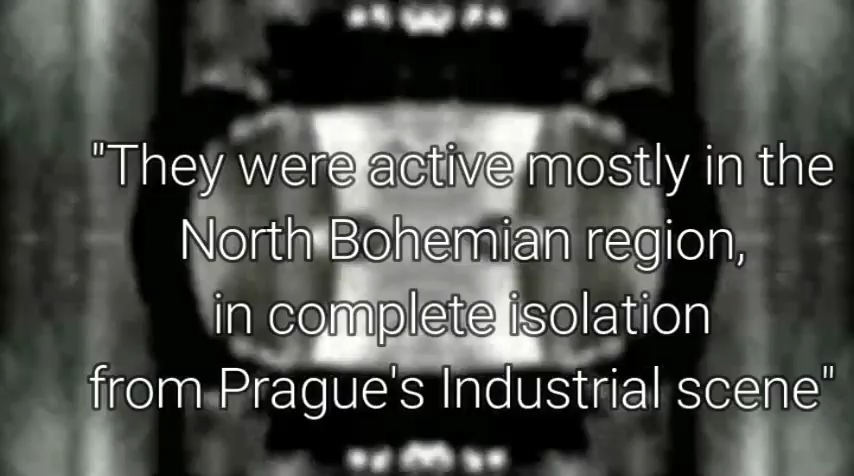 "They were active mostly in the
North Bohemian region,
in complete isolation
from Prague's Industrial scene"